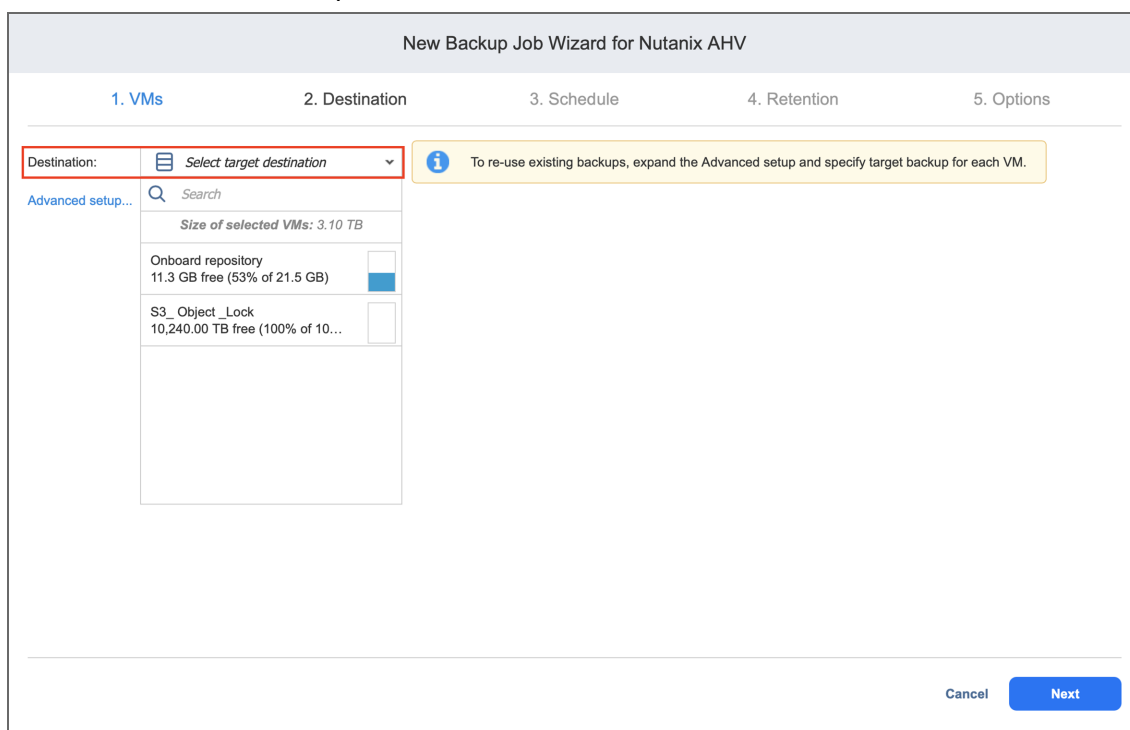 New Backup Job Wizard for Nutanix AHV
1. VMs 2. Destination 3. Schedule 4. Retention 5. Options
Destination: Select target destination
To re-use existing backups, expand the Advanced setup and specify target backup for each VM.
Advanced setup...
Search
Size of selected VMs: 3.10 TB
Onboard repository
11.3 GB free (53% of 21.5 GB)
S3_ Object _Lock
10,240.00 TB free (100% of 10...
Cancel Next